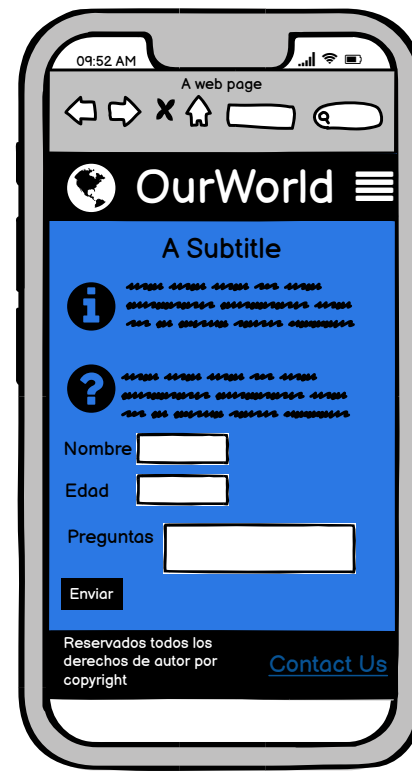 09:52 AM
A web page
OurWorld
A Subtitle
Nombre
Edad
Preguntas
Enviar
Reservados todos los
derechos de autor por
copyright
Contact Us